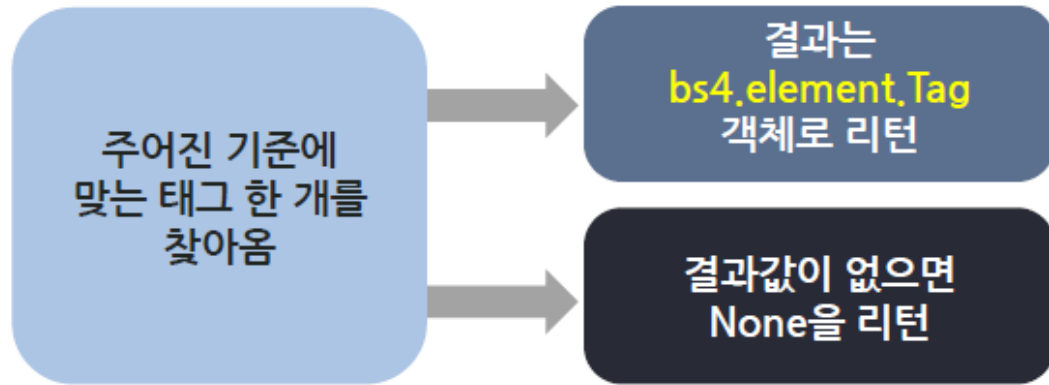 주어진 기준에
맞는 태그 한 개를
찾아옴
결과는
bs4.element.Tag
객체로 리턴
결과값이 없으면
None을 리턴